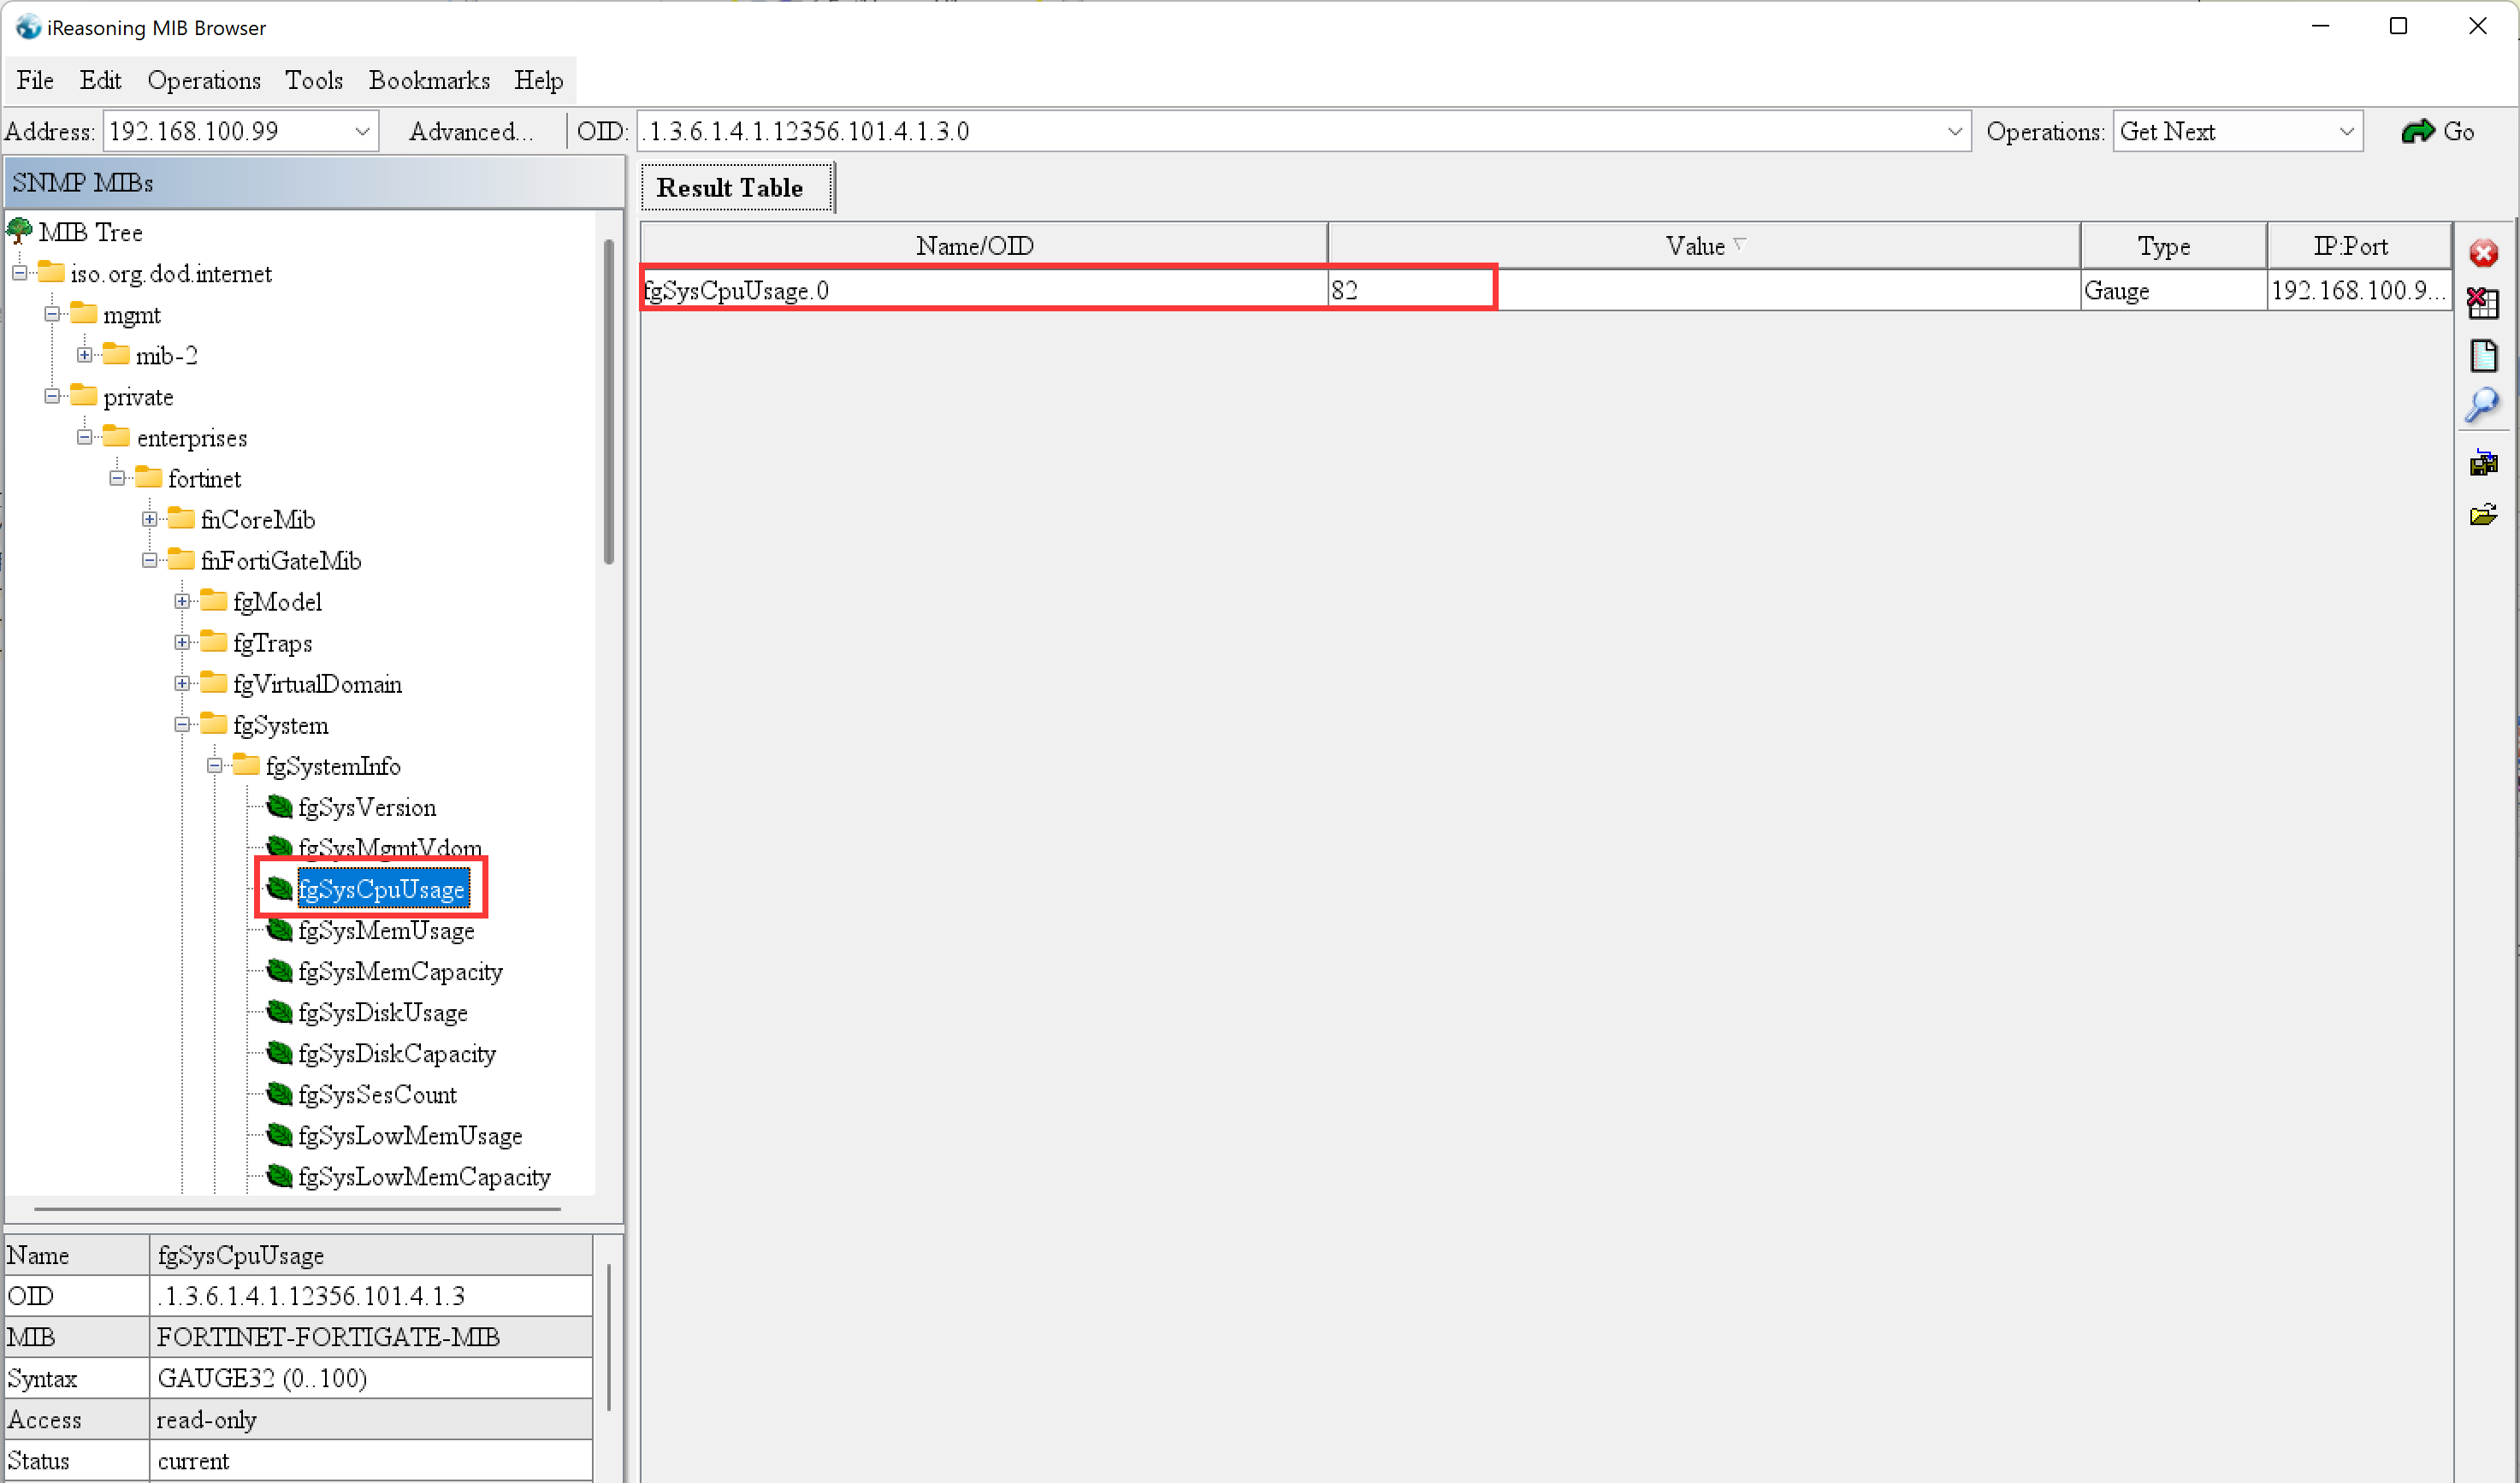 iReasoning MIB Browser
File Edit Operations Tools Bookmarks Help
Address: 192.168.100.99 Advanced... OID: .1.3.6.1.4.1.12356.101.4.1.3.0 Operations: Get Next Go
SNMP MIBs
MIB Tree
iso.org.dod.internet
mgmt
mib-2
private
enterprises
fortinet
fnCoreMib
fnFortiGateMib
fgModel
fgTraps
fgVirtualDomain
fgSystem
fgSystemInfo
fgSysVersion
fgSysMgmtVdom
fgSysCpuUsage
fgSysMemUsage
fgSysMemCapacity
fgSysDiskUsage
fgSysDiskCapacity
fgSysSesCount
fgSysLowMemUsage
fgSysLowMemCapacity
Name fgSysCpuUsage
OID .1.3.6.1.4.1.12356.101.4.1.3
MIB FORTINET-FORTIGATE-MIB
Syntax GAUGE32 (0..100)
Access read-only
Status current
Result Table
Name/OID Value Type IP:Port
fgSysCpuUsage.0 82 Gauge 192.168.100.9...